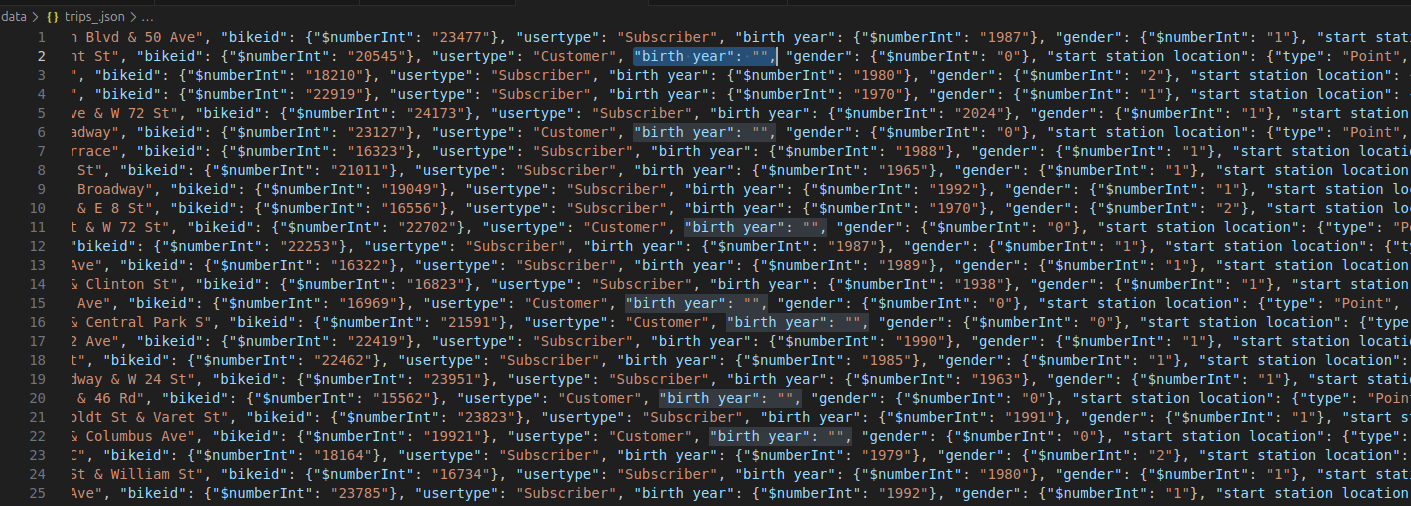 data > {} trips_.json > ...
1 n Blvd & 50 Ave", "bikeid": {"$numberInt": "23477"}, "usertype": "Subscriber", "birth year": {"$numberInt": "1987"}, "gender": {"$numberInt": "1"}, "start stati
2 nt St", "bikeid": {"$numberInt": "20545"}, "usertype": "Customer", "birth year": "", "gender": {"$numberInt": "0"}, "start station location": {"type": "Point",
3 ", "bikeid": {"$numberInt": "18210"}, "usertype": "Subscriber", "birth year": {"$numberInt": "1980"}, "gender": {"$numberInt": "2"}, "start station location": {
4 ", "bikeid": {"$numberInt": "22919"}, "usertype": "Subscriber", "birth year": {"$numberInt": "1970"}, "gender": {"$numberInt": "1"}, "start station location": {
5 ve & W 72 St", "bikeid": {"$numberInt": "24173"}, "usertype": "Subscriber", "birth year": {"$numberInt": "2024"}, "gender": {"$numberInt": "1"}, "start station
6 adway", "bikeid": {"$numberInt": "23127"}, "usertype": "Customer", "birth year": "", "gender": {"$numberInt": "0"}, "start station location": {"type": "Point",
7 rrace", "bikeid": {"$numberInt": "16323"}, "usertype": "Subscriber", "birth year": {"$numberInt": "1988"}, "gender": {"$numberInt": "1"}, "start station locatio
8 St", "bikeid": {"$numberInt": "21011"}, "usertype": "Subscriber", "birth year": {"$numberInt": "1965"}, "gender": {"$numberInt": "1"}, "start station location
9 Broadway", "bikeid": {"$numberInt": "19049"}, "usertype": "Subscriber", "birth year": {"$numberInt": "1992"}, "gender": {"$numberInt": "1"}, "start station loc
10 & E 8 St", "bikeid": {"$numberInt": "16556"}, "usertype": "Subscriber", "birth year": {"$numberInt": "1970"}, "gender": {"$numberInt": "2"}, "start station loc
11 t & W 72 St", "bikeid": {"$numberInt": "22702"}, "usertype": "Customer", "birth year": "", "gender": {"$numberInt": "0"}, "start station location": {"type": "Po
12 "bikeid": {"$numberInt": "22253"}, "usertype": "Subscriber", "birth year": {"$numberInt": "1987"}, "gender": {"$numberInt": "1"}, "start station location": {"ty
13 Ave", "bikeid": {"$numberInt": "16322"}, "usertype": "Subscriber", "birth year": {"$numberInt": "1989"}, "gender": {"$numberInt": "1"}, "start station location"
14 & Clinton St", "bikeid": {"$numberInt": "16823"}, "usertype": "Subscriber", "birth year": {"$numberInt": "1938"}, "gender": {"$numberInt": "1"}, "start station
15 Ave", "bikeid": {"$numberInt": "16969"}, "usertype": "Customer", "birth year": "", "gender": {"$numberInt": "0"}, "start station location": {"type": "Point",
16 & Central Park S", "bikeid": {"$numberInt": "21591"}, "usertype": "Customer", "birth year": "", "gender": {"$numberInt": "0"}, "start station location": {"type
17 2 Ave", "bikeid": {"$numberInt": "22419"}, "usertype": "Subscriber", "birth year": {"$numberInt": "1990"}, "gender": {"$numberInt": "1"}, "start station locatio
18 t", "bikeid": {"$numberInt": "22462"}, "usertype": "Subscriber", "birth year": {"$numberInt": "1985"}, "gender": {"$numberInt": "1"}, "start station location":
19 dway & W 24 St", "bikeid": {"$numberInt": "23951"}, "usertype": "Subscriber", "birth year": {"$numberInt": "1963"}, "gender": {"$numberInt": "1"}, "start statio
20 & 46 Rd", "bikeid": {"$numberInt": "15562"}, "usertype": "Customer", "birth year": "", "gender": {"$numberInt": "0"}, "start station location": {"type": "Point
21 oldt St & Varet St", "bikeid": {"$numberInt": "23823"}, "usertype": "Subscriber", "birth year": {"$numberInt": "1991"}, "gender": {"$numberInt": "1"}, "start s
22 & Columbus Ave", "bikeid": {"$numberInt": "19921"}, "usertype": "Customer", "birth year": "", "gender": {"$numberInt": "0"}, "start station location": {"type":
23 C", "bikeid": {"$numberInt": "18164"}, "usertype": "Subscriber", "birth year": {"$numberInt": "1979"}, "gender": {"$numberInt": "2"}, "start station location":
24 St & William St", "bikeid": {"$numberInt": "16734"}, "usertype": "Subscriber", "birth year": {"$numberInt": "1980"}, "gender": {"$numberInt": "1"}, "start stati
25 Ave", "bikeid": {"$numberInt": "23785"}, "usertype": "Subscriber", "birth year": {"$numberInt": "1992"}, "gender": {"$numberInt": "1"}, "start station location"